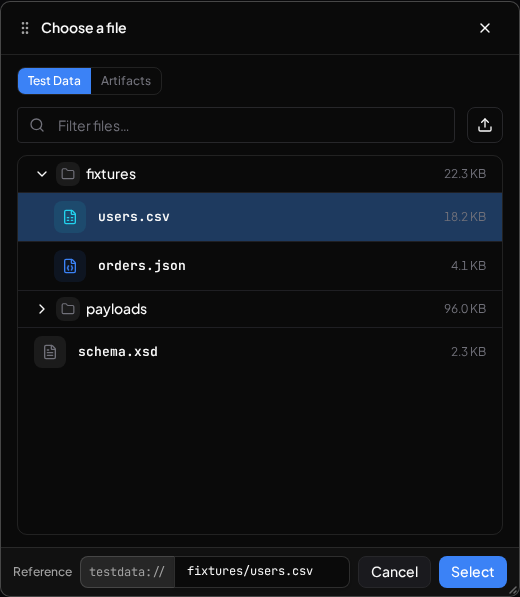 Choose a file
Test Data Artifacts
Filter files...
fixtures 22.3 KB
users.csv 18.2 KB
orders.json 4.1 KB
payloads 96.0 KB
schema.xsd 2.3 KB
Reference testdata:// fixtures/users.csv Cancel Select